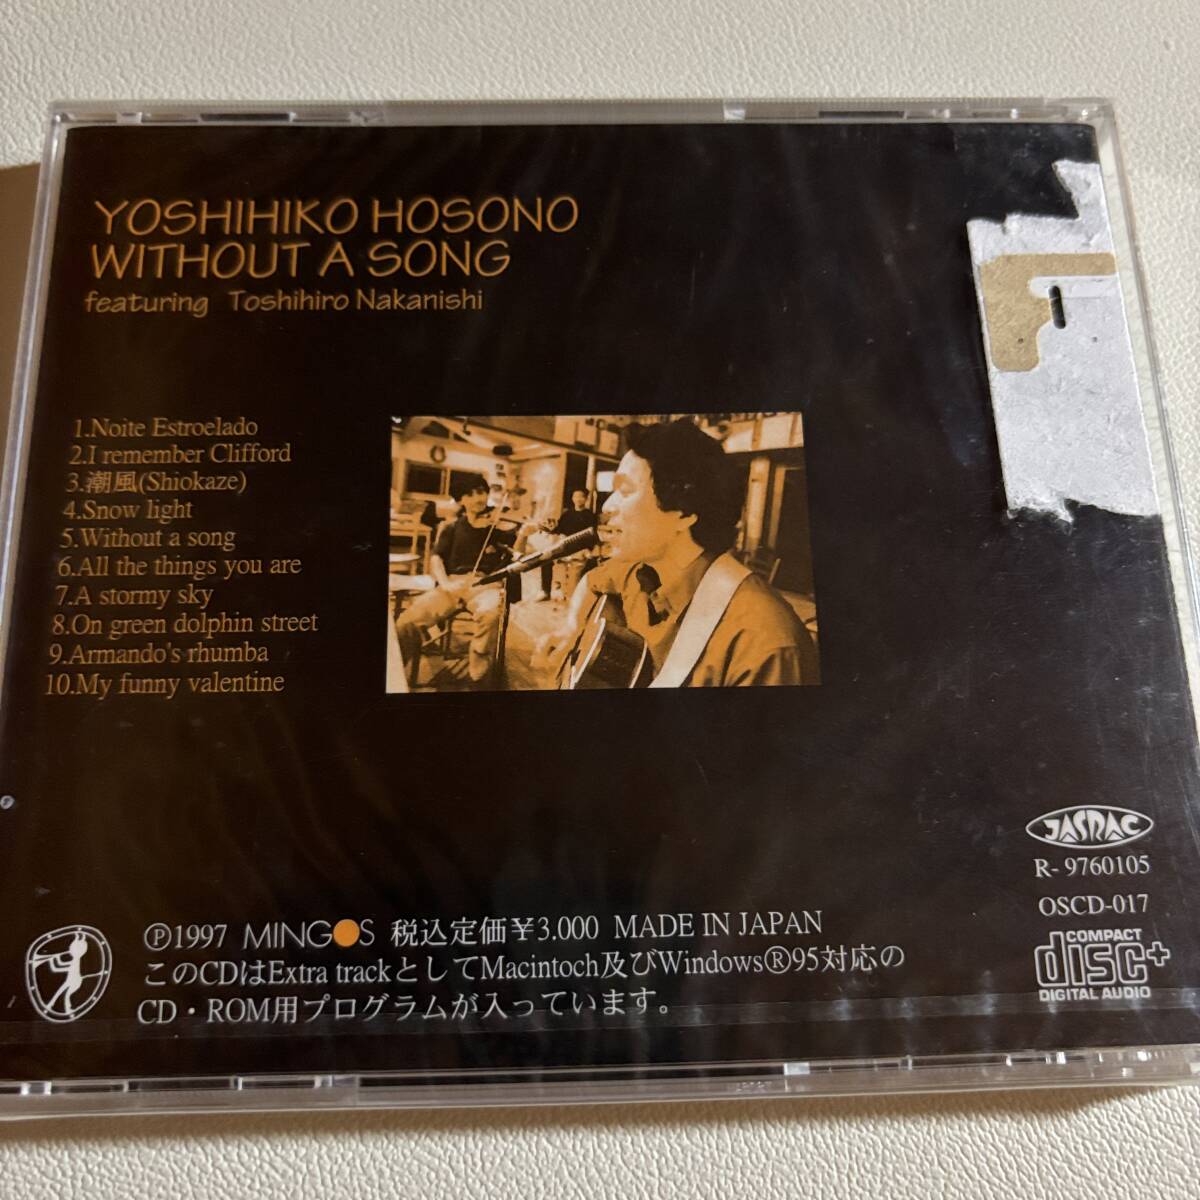 YOSHIHIKO HOSONO
WITHOUT A SONG
featuring Toshihiro Nakanishi
1.Noite Estroelado
2.I remember Clifford
3.潮風(Shiokaze)
4.Snow light
5.Without a song
6.All the things you are
7.A stormy sky
8.On green dolphin street
9.Armando's rhumba
10.My funny valentine
JASRAC
R- 9760105
OSCD-017
COMPACT
disc+
DIGITAL AUDIO
Ⓟ1997 MINGOS 税込定価¥3.000 MADE IN JAPAN
このCDはExtra trackとしてMacintoch及びWindows®95対応の
CD・ROM用プログラムが入っています。